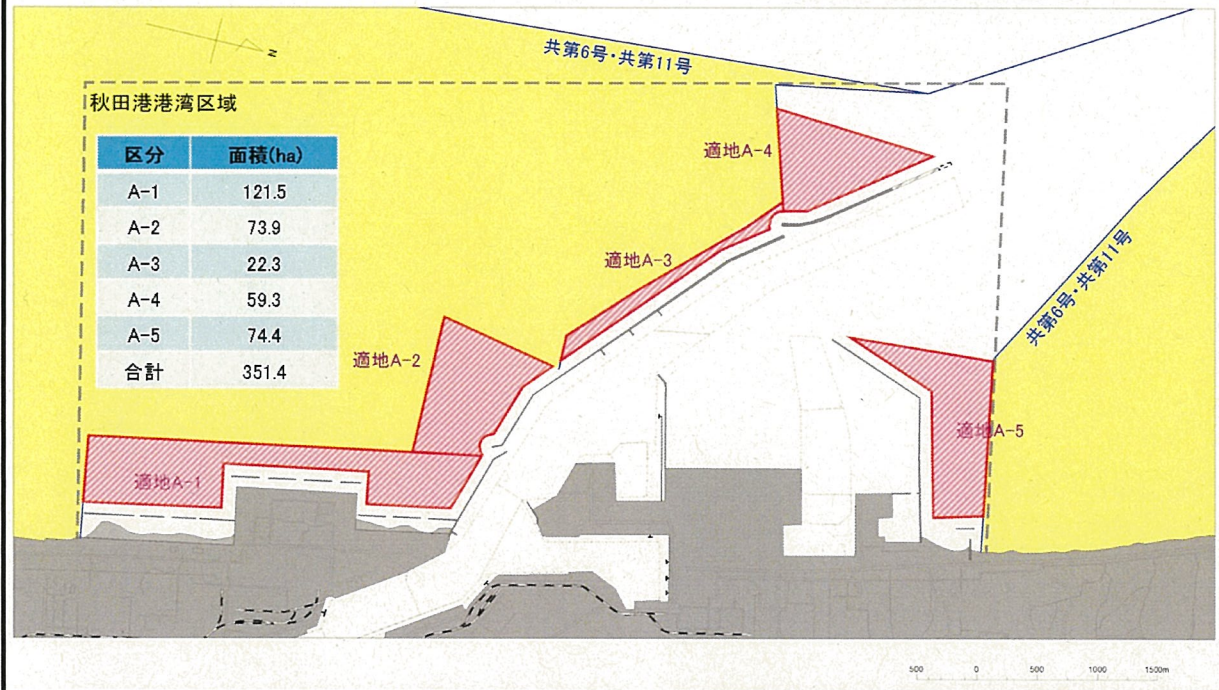 N
共第6号・共第11号
秋田港港湾区域
区分 面積(ha)
A-1 121.5
A-2 73.9
A-3 22.3
A-4 59.3
A-5 74.4
合計 351.4
適地A-4
適地A-3
適地A-2
適地A-1
適地A-5
共第6号・共第11号
500 0 500 1000 1500m